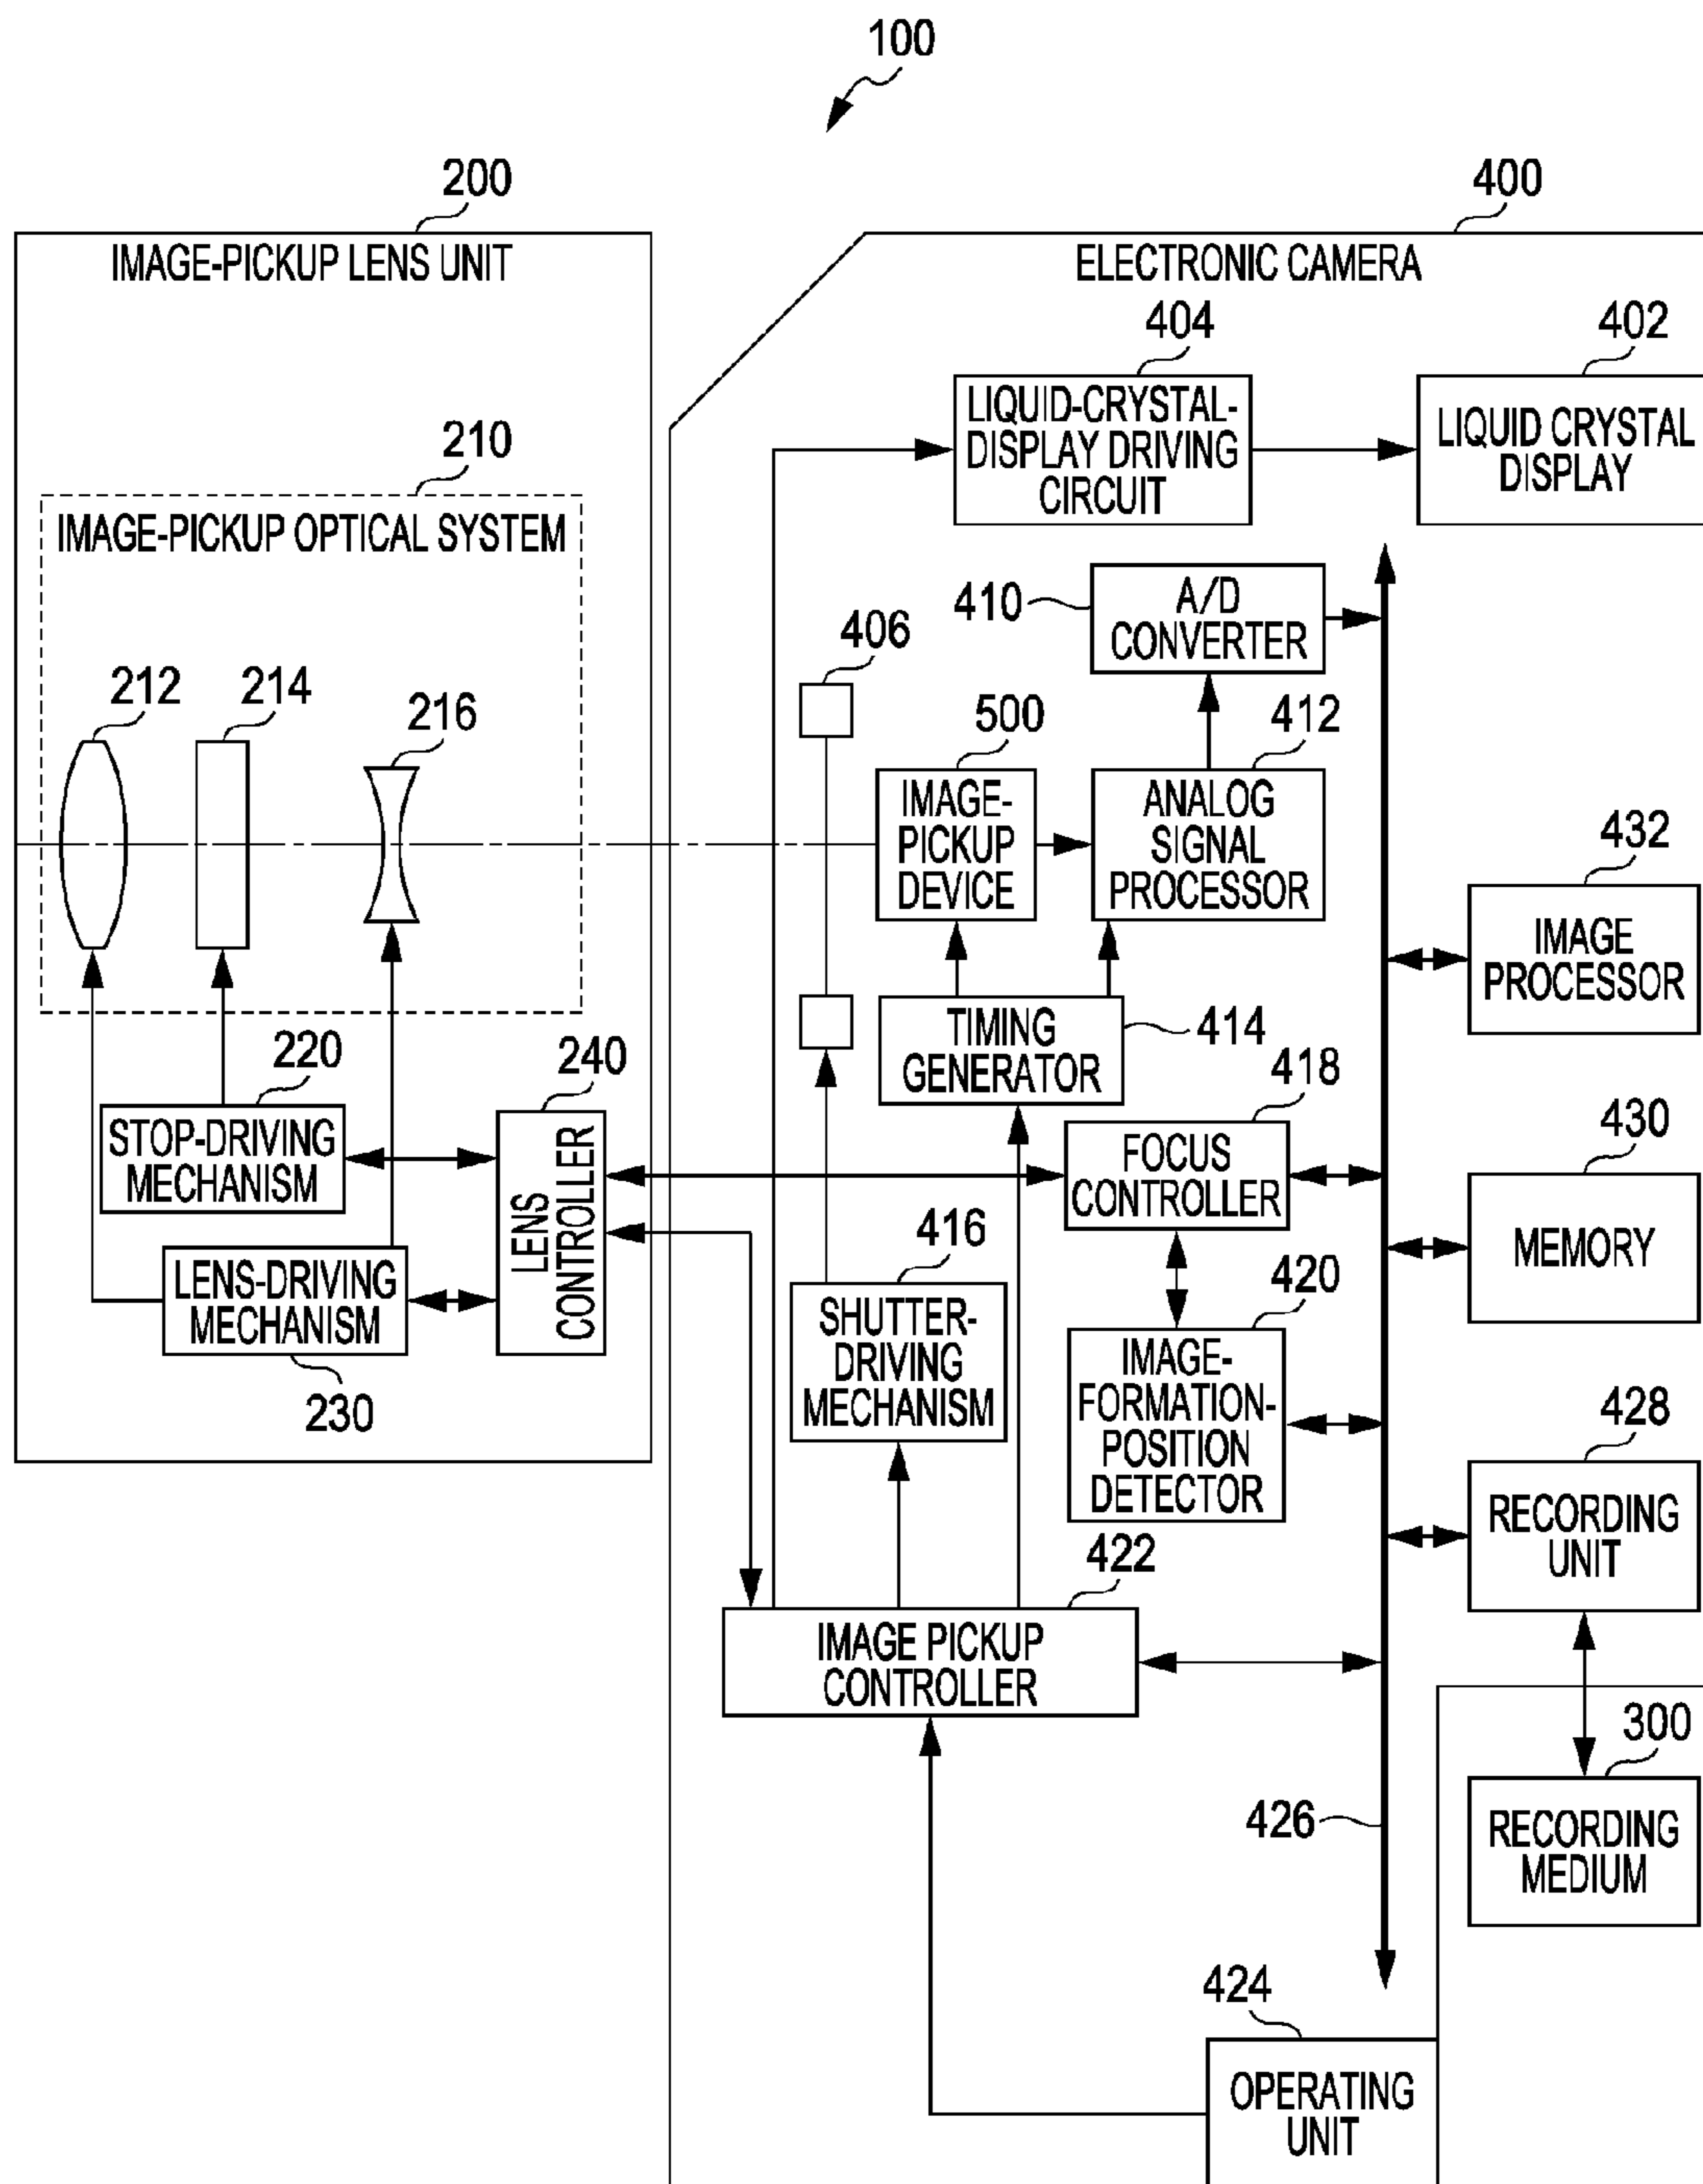 100
200
IMAGE-PICKUP LENS UNIT
400
ELECTRONIC CAMERA
404
LIQUID-CRYSTAL-
DISPLAY DRIVING
CIRCUIT
402
LIQUID CRYSTAL
DISPLAY
210
IMAGE-PICKUP OPTICAL SYSTEM
212
214
216
406
410
A/D
CONVERTER
500
IMAGE-
PICKUP
DEVICE
412
ANALOG
SIGNAL
PROCESSOR
432
IMAGE
PROCESSOR
TIMING
GENERATOR
414
220
STOP-DRIVING
MECHANISM
240
LENS
CONTROLLER
418
FOCUS
CONTROLLER
430
MEMORY
LENS-DRIVING
MECHANISM
230
416
SHUTTER-
DRIVING
MECHANISM
420
IMAGE-
FORMATION-
POSITION
DETECTOR
428
RECORDING
UNIT
422
IMAGE PICKUP
CONTROLLER
300
RECORDING
MEDIUM
426
424
OPERATING
UNIT